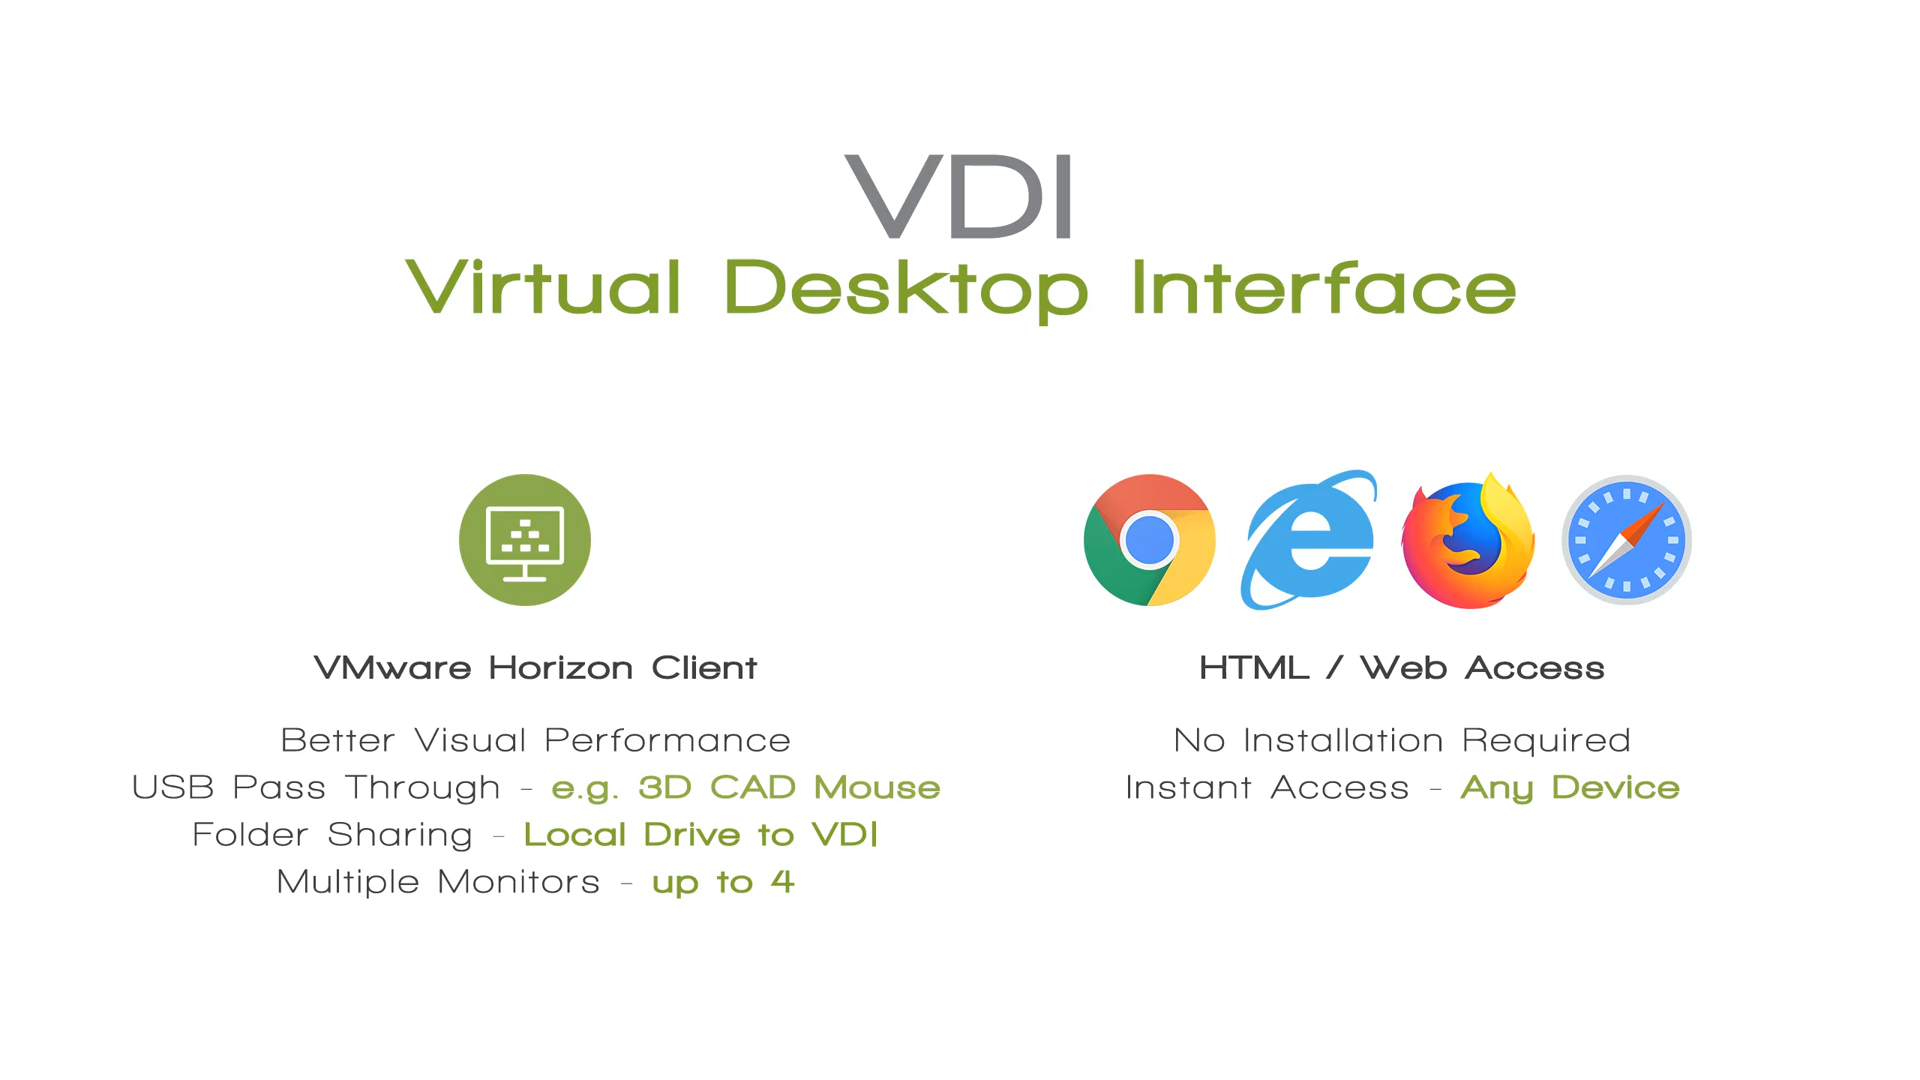 VDI
Virtual Desktop Interface
VMware Horizon Client
Better Visual Performance
USB Pass Through - e.g. 3D CAD Mouse
Folder Sharing - Local Drive to VDI
Multiple Monitors - up to 4
HTML / Web Access
No Installation Required
Instant Access - Any Device